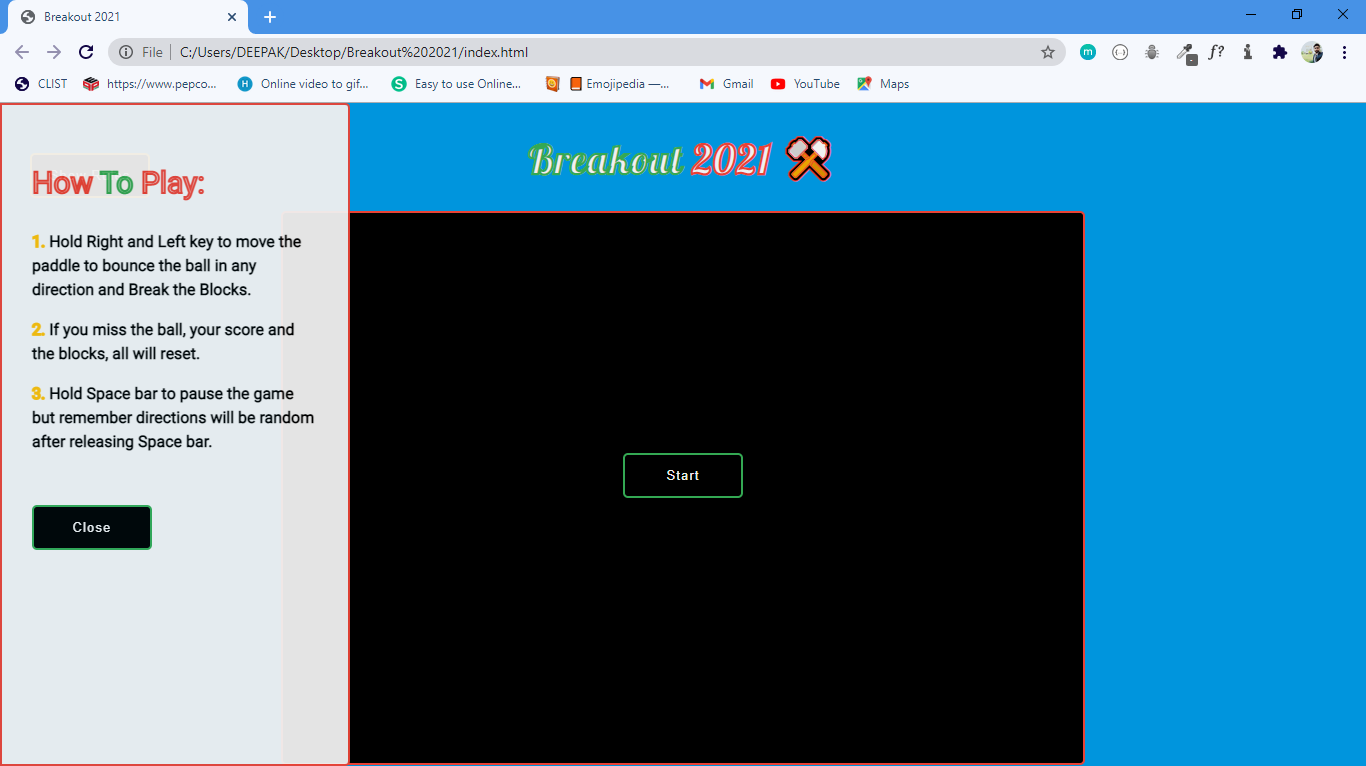 Breakout 2021
File
C:/Users/DEEPAK/Desktop/Breakout%202021/index.html
m
f?
CLIST
https://www.pepco...
H
Online video to gif...
S
Easy to use Online...
Emojipedia —...
Gmail
YouTube
Maps
Breakout 2021
How To Play:
1. Hold Right and Left key to move the
paddle to bounce the ball in any
direction and Break the Blocks.
2. If you miss the ball, your score and
the blocks, all will reset.
3. Hold Space bar to pause the game
but remember directions will be random
after releasing Space bar.
Close
Start